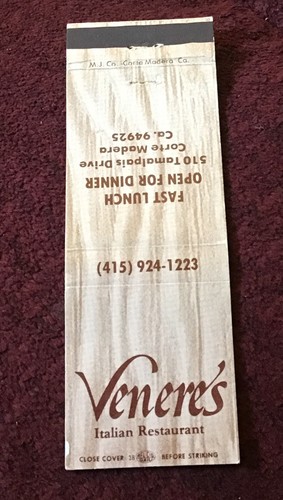 M.J. Co. Corte Madera Ca.
FAST LUNCH
OPEN FOR DINNER
510 Tamalpais Drive
Corte Madera
Ca. 94925
(415) 924-1223
Venere's
Italian Restaurant
CLOSE COVER BEFORE STRIKING